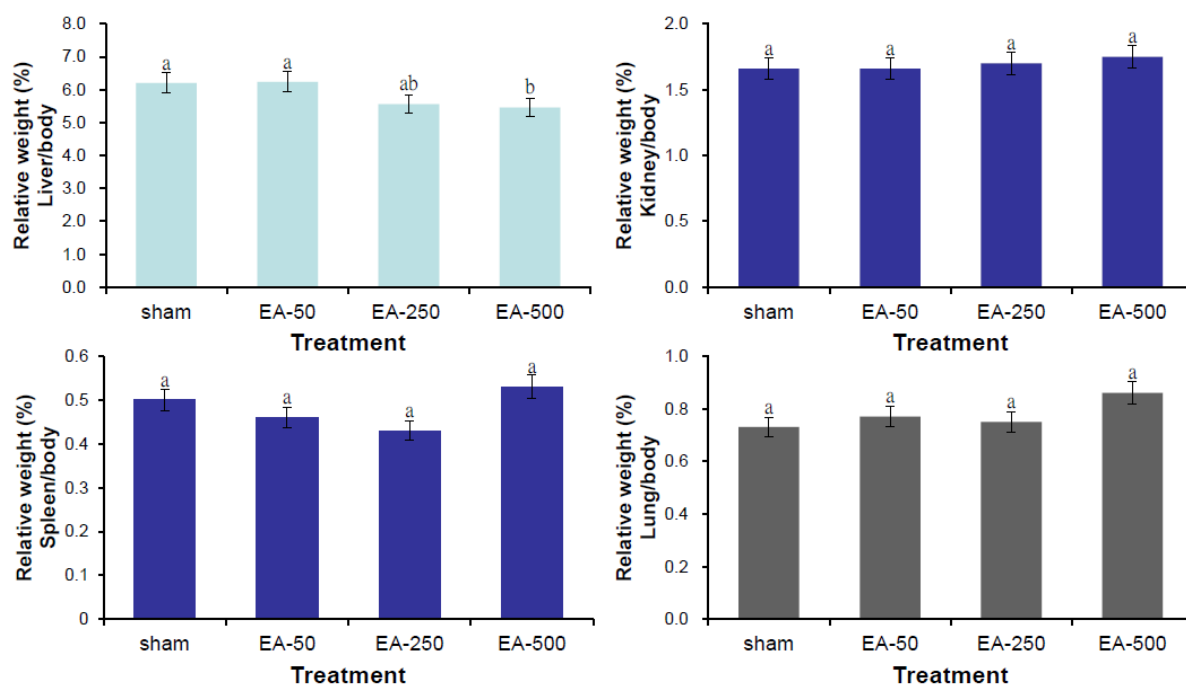 Relative weight (%)
Liver/body
8.0
7.0
6.0
5.0
4.0
3.0
2.0
1.0
0.0
a
a
ab
b
sham
EA-50
EA-250
EA-500
Treatment
Relative weight (%)
Kidney/body
2.0
1.5
1.0
0.5
0.0
a
a
a
a
sham
EA-50
EA-250
EA-500
Treatment
Relative weight (%)
Spleen/body
0.6
0.5
0.4
0.3
0.2
0.1
0
a
a
a
a
sham
EA-50
EA-250
EA-500
Treatment
Relative weight (%)
Lung/body
1.0
0.8
0.6
0.4
0.2
0.0
a
a
a
a
sham
EA-50
EA-250
EA-500
Treatment